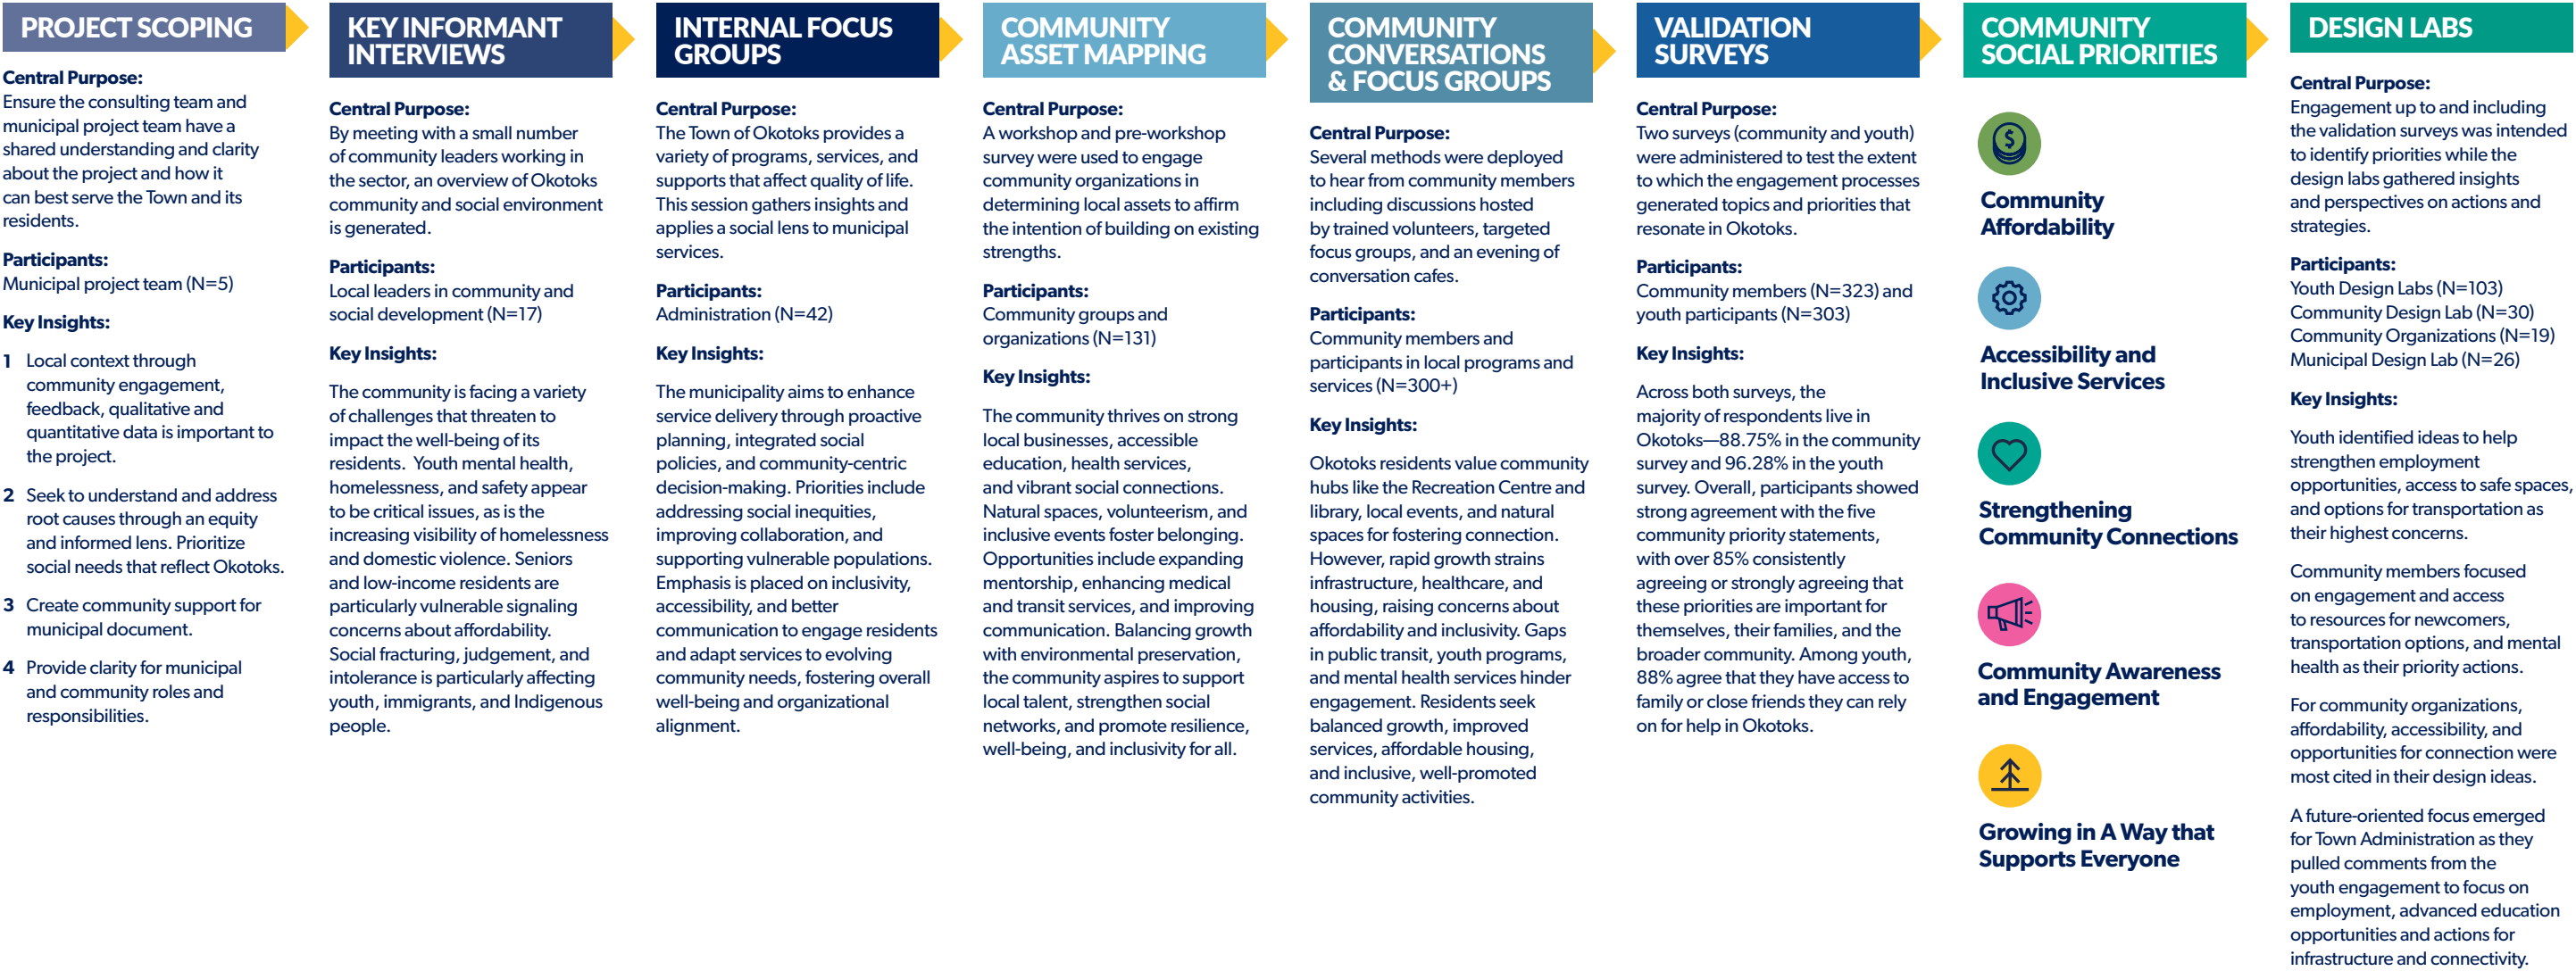 PROJECT SCOPING
Central Purpose:
Ensure the consulting team and
municipal project team have a
shared understanding and clarity
about the project and how it
can best serve the Town and its
residents.
Participants:
Municipal project team (N=5)
Key Insights:
1 Local context through
community engagement,
feedback, qualitative and
quantitative data is important to
the project.
2 Seek to understand and address
root causes through an equity
and informed lens. Prioritize
social needs that reflect Okotoks.
3 Create community support for
municipal document.
4 Provide clarity for municipal
and community roles and
responsibilities.
KEY INFORMANT
INTERVIEWS
Central Purpose:
By meeting with a small number
of community leaders working in
the sector, an overview of Okotoks
community and social environment
is generated.
Participants:
Local leaders in community and
social development (N=17)
Key Insights:
The community is facing a variety
of challenges that threaten to
impact the well-being of its
residents. Youth mental health,
homelessness, and safety appear
to be critical issues, as is the
increasing visibility of homelessness
and domestic violence. Seniors
and low-income residents are
particularly vulnerable signaling
concerns about affordability.
Social fracturing, judgement, and
intolerance is particularly affecting
youth, immigrants, and Indigenous
people.
INTERNAL FOCUS
GROUPS
Central Purpose:
The Town of Okotoks provides a
variety of programs, services, and
supports that affect quality of life.
This session gathers insights and
applies a social lens to municipal
services.
Participants:
Administration (N=42)
Key Insights:
The municipality aims to enhance
service delivery through proactive
planning, integrated social
policies, and community-centric
decision-making. Priorities include
addressing social inequities,
improving collaboration, and
supporting vulnerable populations.
Emphasis is placed on inclusivity,
accessibility, and better
communication to engage residents
and adapt services to evolving
community needs, fostering overall
well-being and organizational
alignment.
COMMUNITY
ASSET MAPPING
Central Purpose:
A workshop and pre-workshop
survey were used to engage
community organizations in
determining local assets to affirm
the intention of building on existing
strengths.
Participants:
Community groups and
organizations (N=131)
Key Insights:
The community thrives on strong
local businesses, accessible
education, health services,
and vibrant social connections.
Natural spaces, volunteerism, and
inclusive events foster belonging.
Opportunities include expanding
mentorship, enhancing medical
and transit services, and improving
communication. Balancing growth
with environmental preservation,
the community aspires to support
local talent, strengthen social
networks, and promote resilience,
well-being, and inclusivity for all.
COMMUNITY
CONVERSATIONS
& FOCUS GROUPS
Central Purpose:
Several methods were deployed
to hear from community members
including discussions hosted
by trained volunteers, targeted
focus groups, and an evening of
conversation cafes.
Participants:
Community members and
participants in local programs and
services (N=300+)
Key Insights:
Okotoks residents value community
hubs like the Recreation Centre and
library, local events, and natural
spaces for fostering connection.
However, rapid growth strains
infrastructure, healthcare, and
housing, raising concerns about
affordability and inclusivity. Gaps
in public transit, youth programs,
and mental health services hinder
engagement. Residents seek
balanced growth, improved
services, affordable housing,
and inclusive, well-promoted
community activities.
VALIDATION
SURVEYS
Central Purpose:
Two surveys (community and youth)
were administered to test the extent
to which the engagement processes
generated topics and priorities that
resonate in Okotoks.
Participants:
Community members (N=323) and
youth participants (N=303)
Key Insights:
Across both surveys, the
majority of respondents live in
Okotoks—88.75% in the community
survey and 96.28% in the youth
survey. Overall, participants showed
strong agreement with the five
community priority statements,
with over 85% consistently
agreeing or strongly agreeing that
these priorities are important for
themselves, their families, and the
broader community. Among youth,
88% agree that they have access to
family or close friends they can rely
on for help in Okotoks.
COMMUNITY
SOCIAL PRIORITIES
$
Community
Affordability
Accessibility and
Inclusive Services
Strengthening
Community Connections
Community Awareness
and Engagement
Growing in A Way that
Supports Everyone
DESIGN LABS
Central Purpose:
Engagement up to and including
the validation surveys was intended
to identify priorities while the
design labs gathered insights
and perspectives on actions and
strategies.
Participants:
Youth Design Labs (N=103)
Community Design Lab (N=30)
Community Organizations (N=19)
Municipal Design Lab (N=26)
Key Insights:
Youth identified ideas to help
strengthen employment
opportunities, access to safe spaces,
and options for transportation as
their highest concerns.
Community members focused
on engagement and access
to resources for newcomers,
transportation options, and mental
health as their priority actions.
For community organizations,
affordability, accessibility, and
opportunities for connection were
most cited in their design ideas.
A future-oriented focus emerged
for Town Administration as they
pulled comments from the
youth engagement to focus on
employment, advanced education
opportunities and actions for
infrastructure and connectivity.